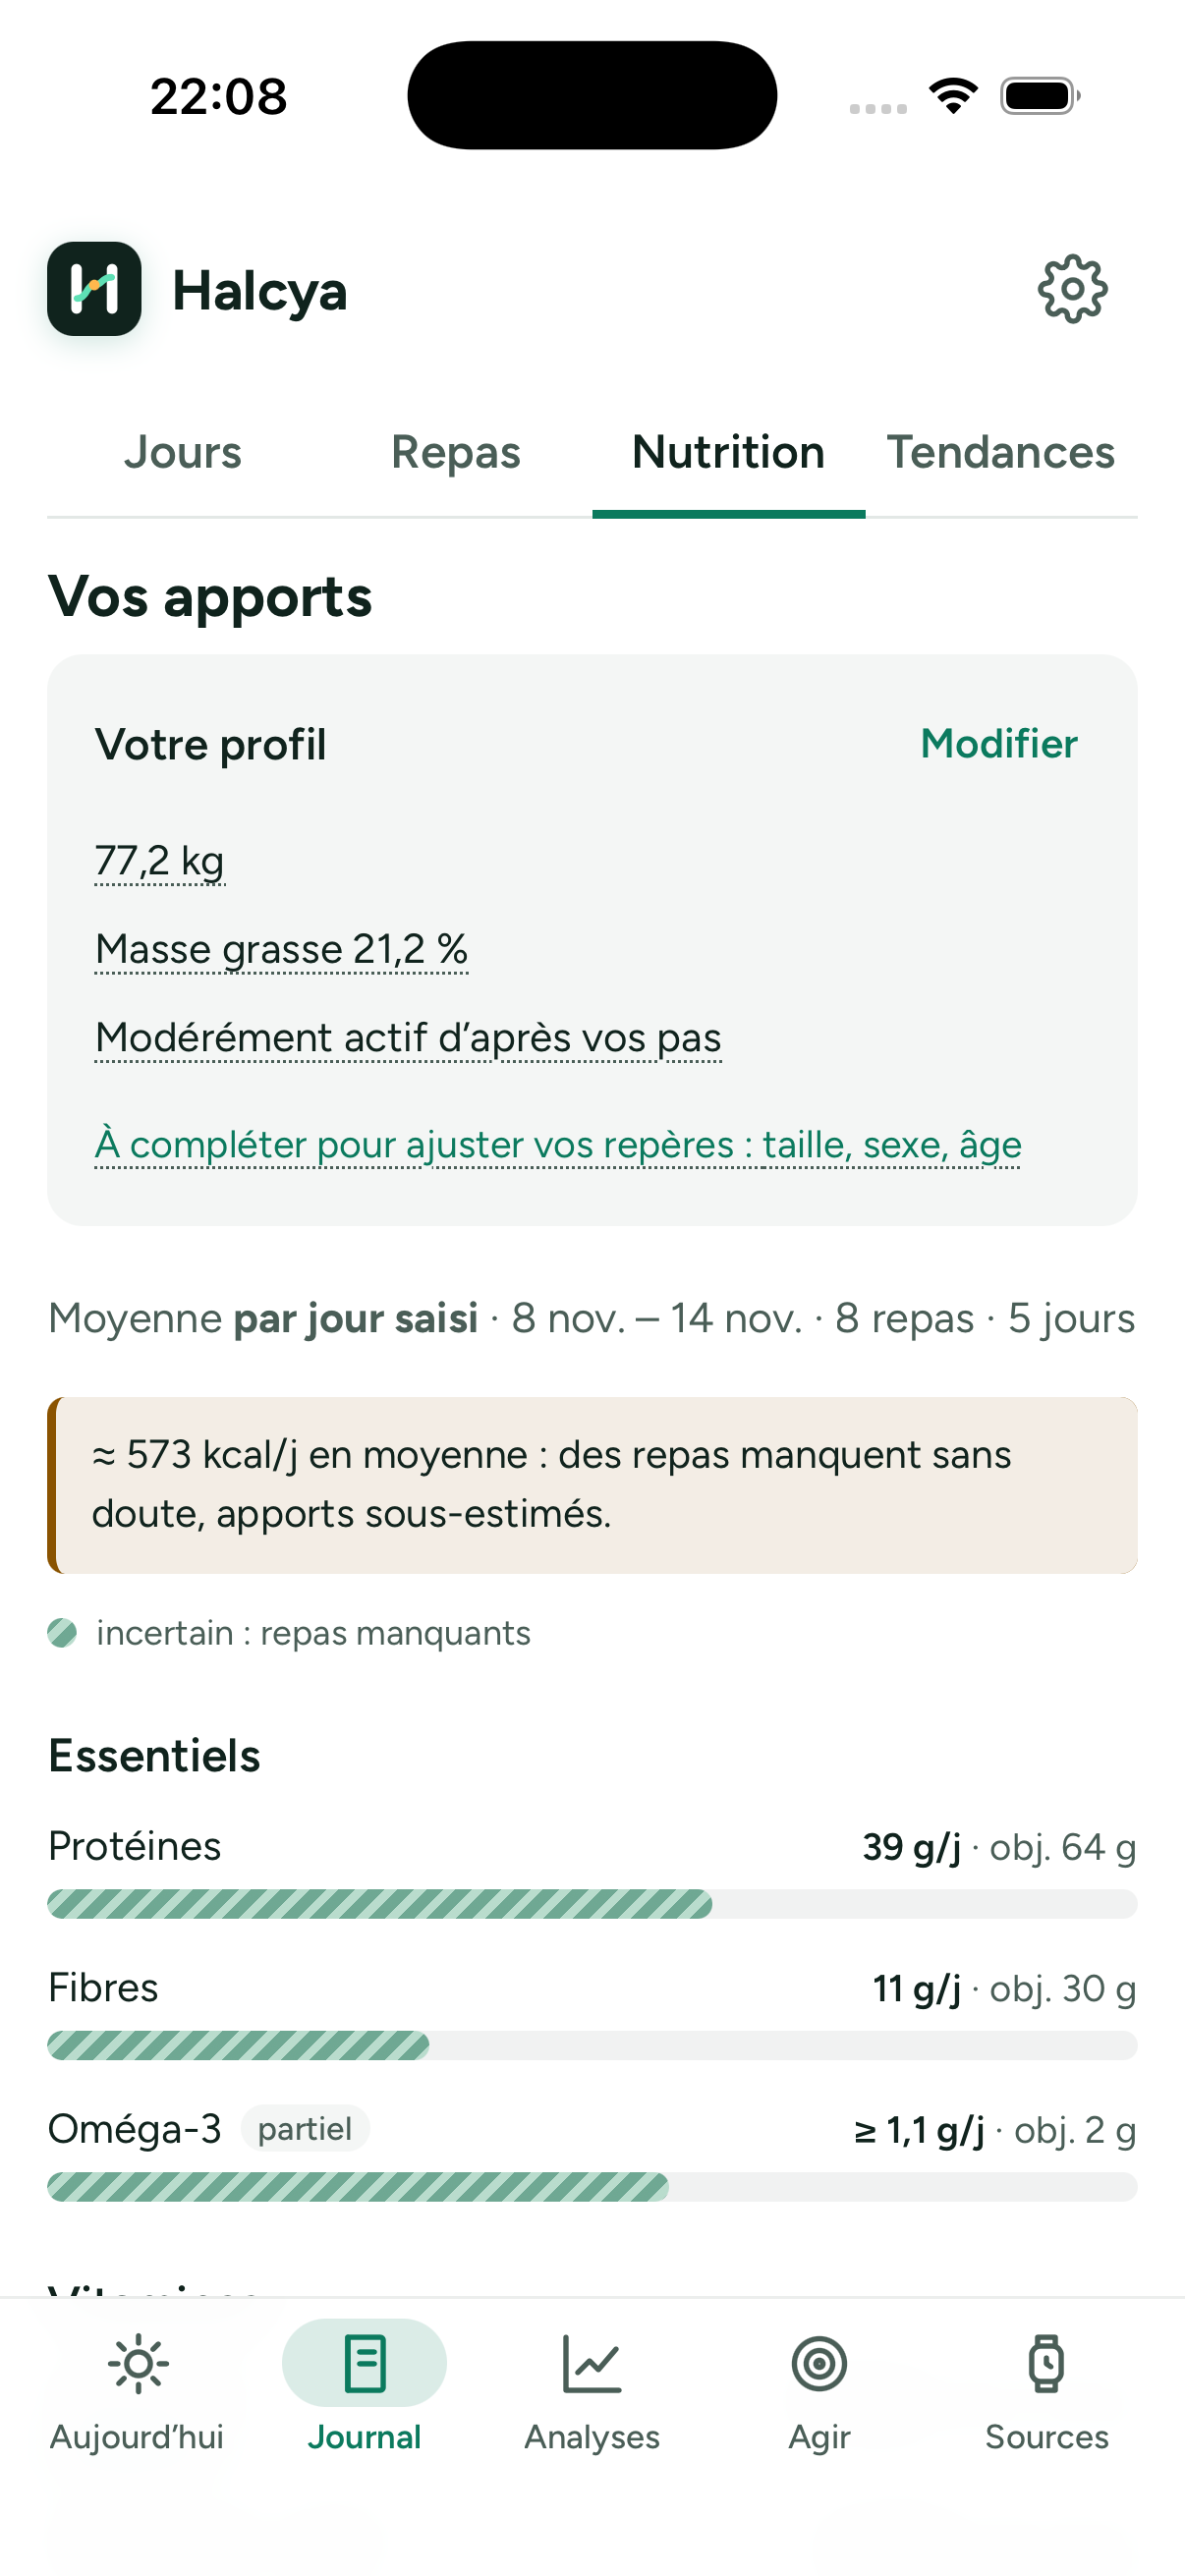 22:08
Halcya
Jours Repas Nutrition Tendances
Vos apports
Votre profil Modifier
77,2 kg
Masse grasse 21,2 %
Modérément actif d’après vos pas
À compléter pour ajuster vos repères : taille, sexe, âge
Moyenne par jour saisi · 8 nov. – 14 nov. · 8 repas · 5 jours
≈ 573 kcal/j en moyenne : des repas manquent sans
doute, apports sous-estimés.
incertain : repas manquants
Essentiels
Protéines 39 g/j · obj. 64 g
Fibres 11 g/j · obj. 30 g
Oméga-3 partiel ≥ 1,1 g/j · obj. 2 g
Aujourd’hui Journal Analyses Agir Sources